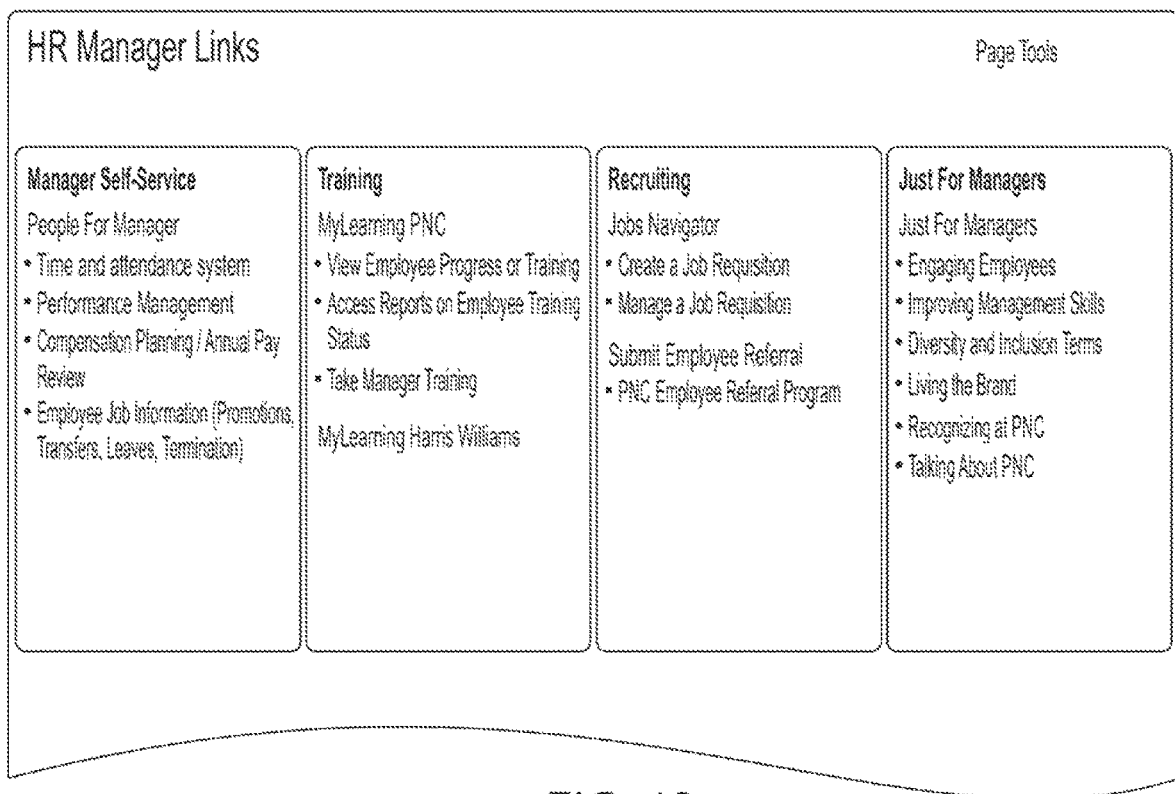 HR Manager Links
Page Tools
Manager Self-Service
People For Manager
• Time and attendance system
• Performance Management
• Compensation Planning / Annual Pay
Review
• Employee Job Information (Promotions,
Transfers, Leaves, Termination)
Training
MyLearning PNC
• View Employee Progress or Training
• Access Reports on Employee Training
Status
• Take Manager Training
MyLearning Harris Williams
Recruiting
Jobs Navigator
• Create a Job Requsition
• Manage a Job Requsition
Submit Employee Referral
• PNC Employee Referral Program
Just For Managers
Just For Managers
• Engaging Employees
• Improving Management Skills
• Diversity and Inclusion Terms
• Living the Brand
• Recognizing at PNC
• Talking About PNC